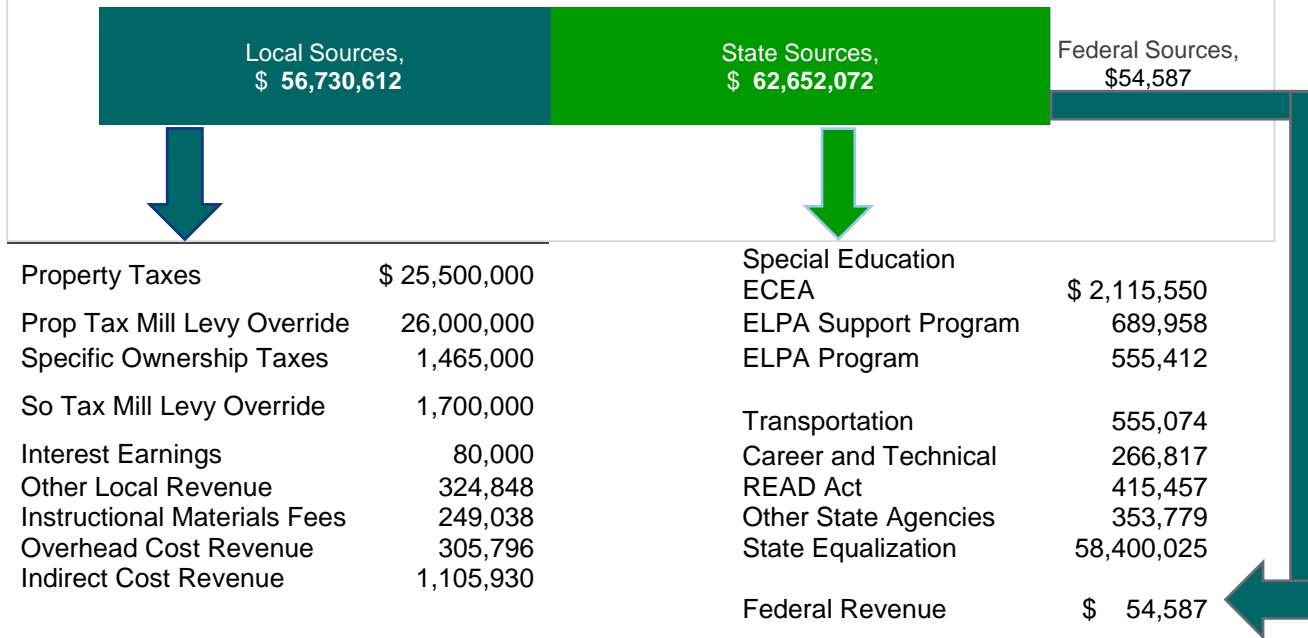 Local Sources,
$ 56,730,612
State Sources,
$ 62,652,072
Federal Sources,
$54,587
Property Taxes $ 25,500,000
Prop Tax Mill Levy Override 26,000,000
Specific Ownership Taxes 1,465,000
So Tax Mill Levy Override 1,700,000
Interest Earnings 80,000
Other Local Revenue 324,848
Instructional Materials Fees 249,038
Overhead Cost Revenue 305,796
Indirect Cost Revenue 1,105,930
Special Education
ECEA $ 2,115,550
ELPA Support Program 689,958
ELPA Program 555,412
Transportation 555,074
Career and Technical 266,817
READ Act 415,457
Other State Agencies 353,779
State Equalization 58,400,025
Federal Revenue $ 54,587